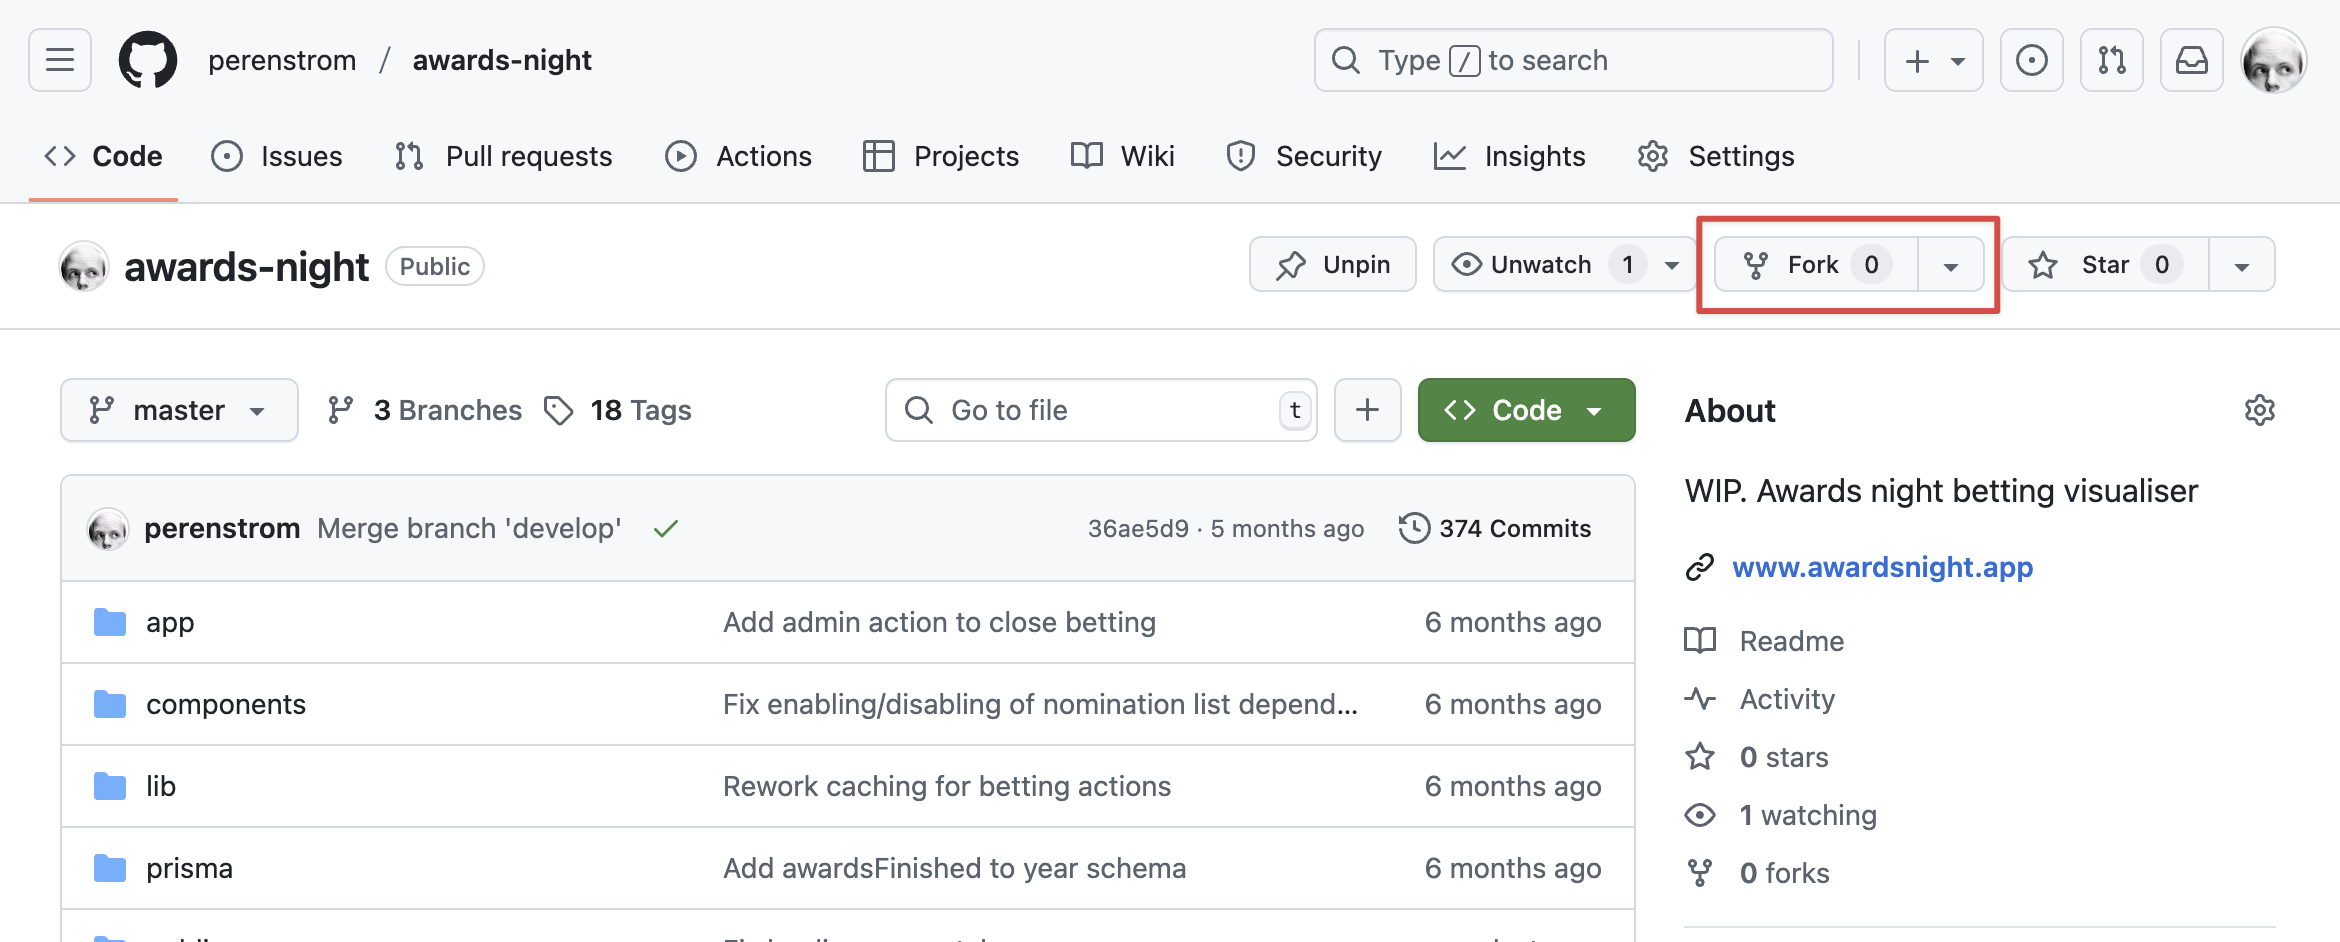 perenstrom / awards-night
Type / to search
Code Issues Pull requests Actions Projects Wiki Security Insights Settings
awards-night Public
Unpin Unwatch 1 Fork 0 Star 0
master 3 Branches 18 Tags
Go to file t
Code
About
WIP. Awards night betting visualiser
www.awardsnight.app
Readme
Activity
0 stars
1 watching
0 forks
perenstrom Merge branch 'develop' 36ae5d9 · 5 months ago 374 Commits
app Add admin action to close betting 6 months ago
components Fix enabling/disabling of nomination list depend... 6 months ago
lib Rework caching for betting actions 6 months ago
prisma Add awardsFinished to year schema 6 months ago